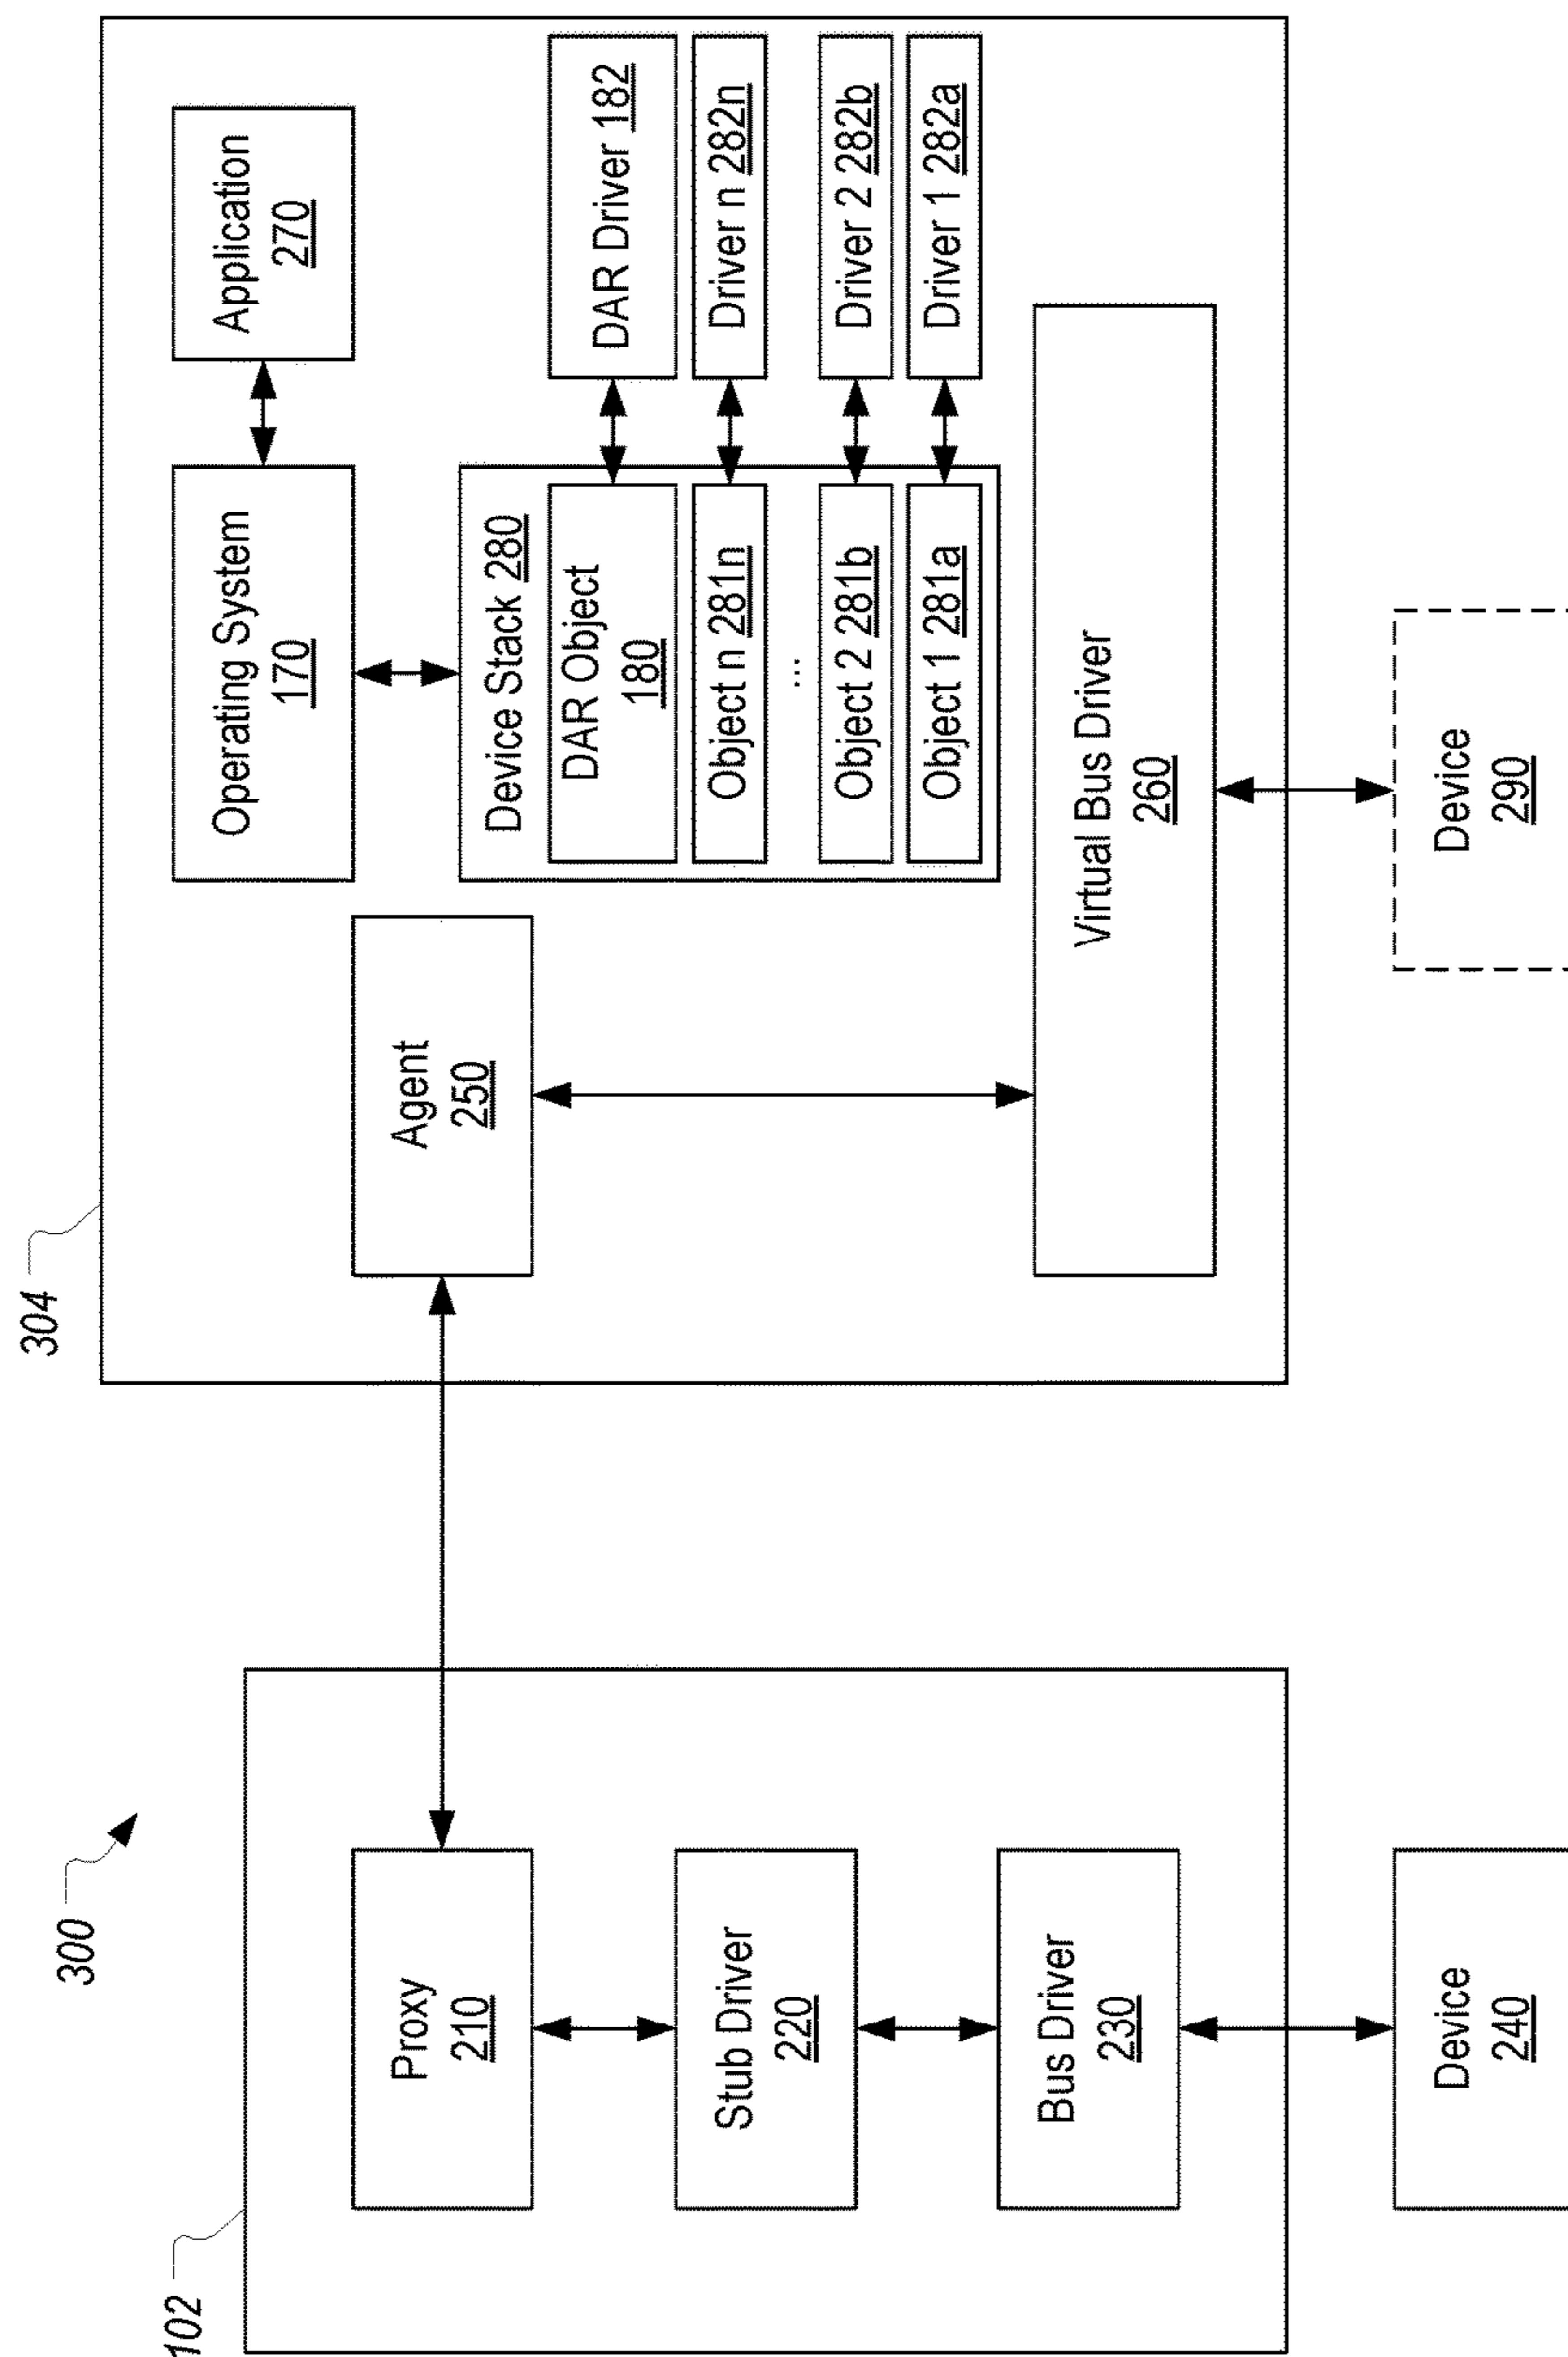 300
102
Proxy
210
Stub Driver
220
Bus Driver
230
Device
240
304
Agent
250
Operating System
170
Application
270
Device Stack 280
DAR Object
180
DAR Driver 182
Object n 281n
Driver n 282n
...
Object 2 281b
Driver 2 282b
Object 1 281a
Driver 1 282a
Virtual Bus Driver
260
Device
290